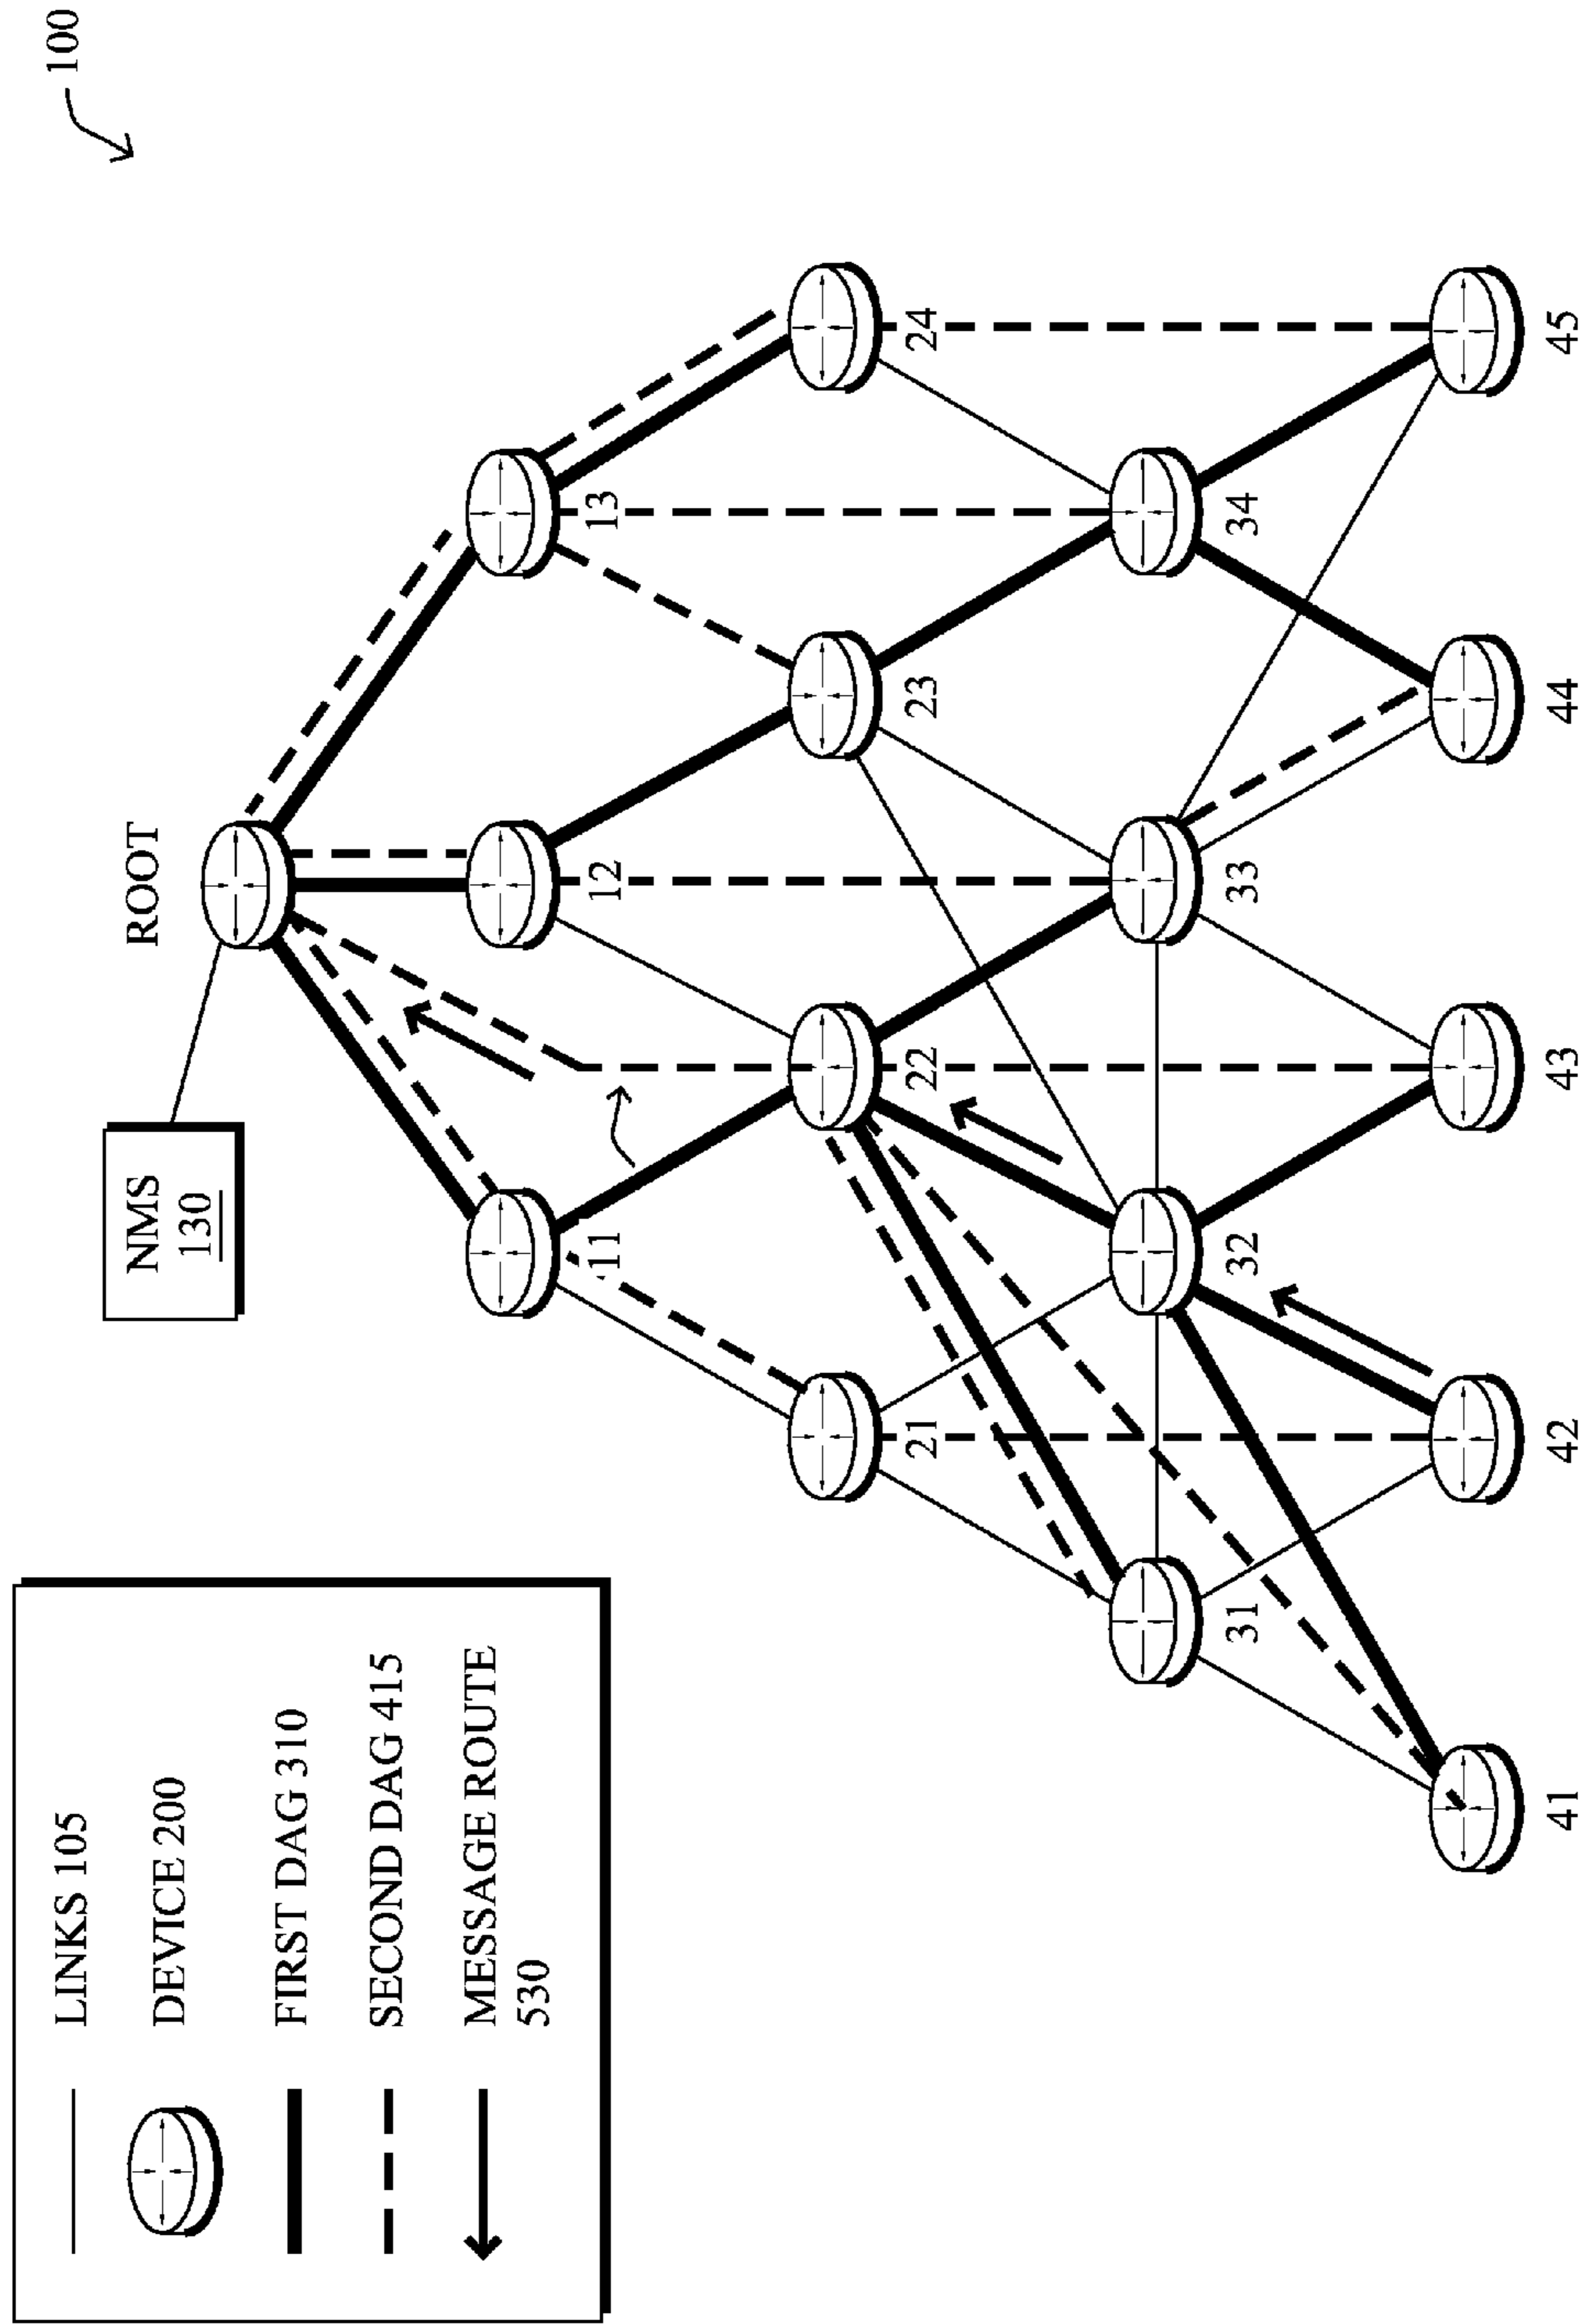 100
LINKS 105
DEVICE 200
FIRST DAG 310
SECOND DAG 415
MESSAGE ROUTE
530
NMS
130
ROOT
11
12
13
21
22
23
24
31
32
33
34
41
42
43
44
45